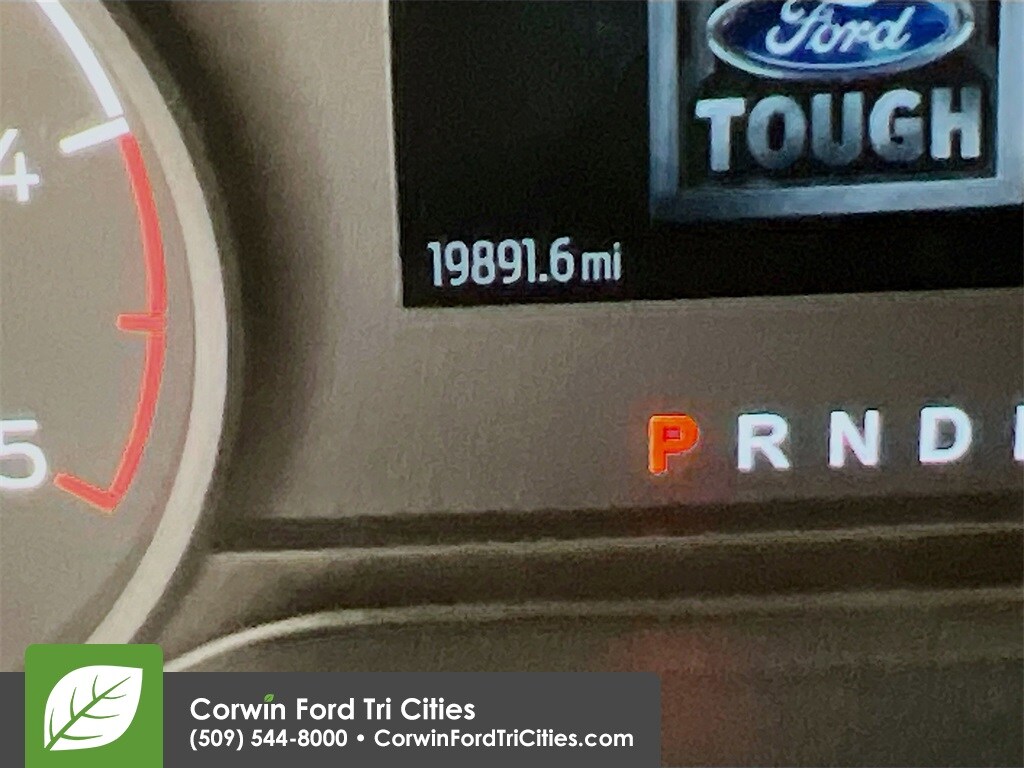 Ford
TOUGH
4
19891.6 mi
P R N D
5
Corwin Ford Tri Cities
(509) 544-8000 • CorwinFordTriCities.com